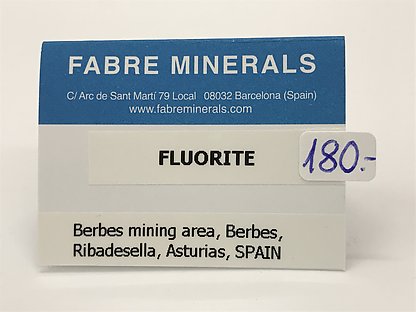 FABRE MINERALS
C/ Arc de Sant Martí 79 Local 08032 Barcelona (Spain)
www.fabreminerals.com
FLUORITE
180.-
Berbes mining area, Berbes,
Ribadesella, Asturias, SPAIN